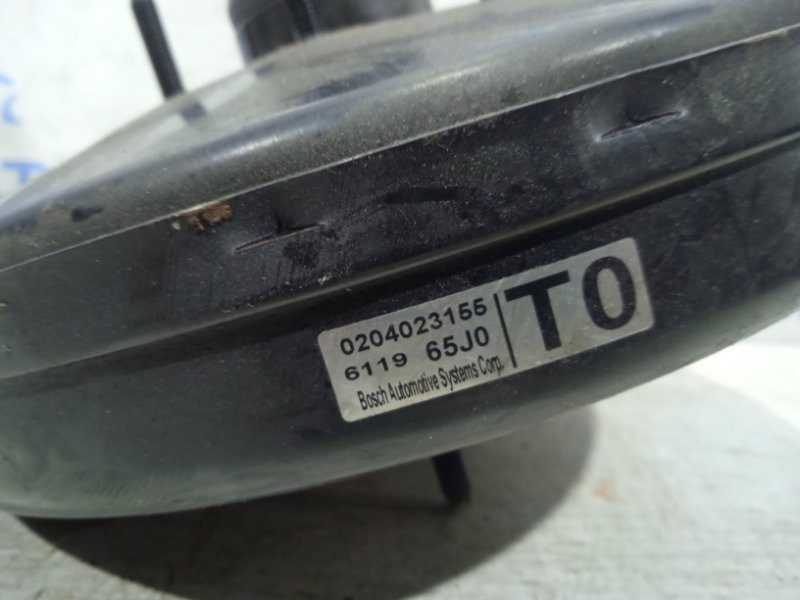 0204023155
6119 65J0
Bosch Automotive Systems Corp.
T0